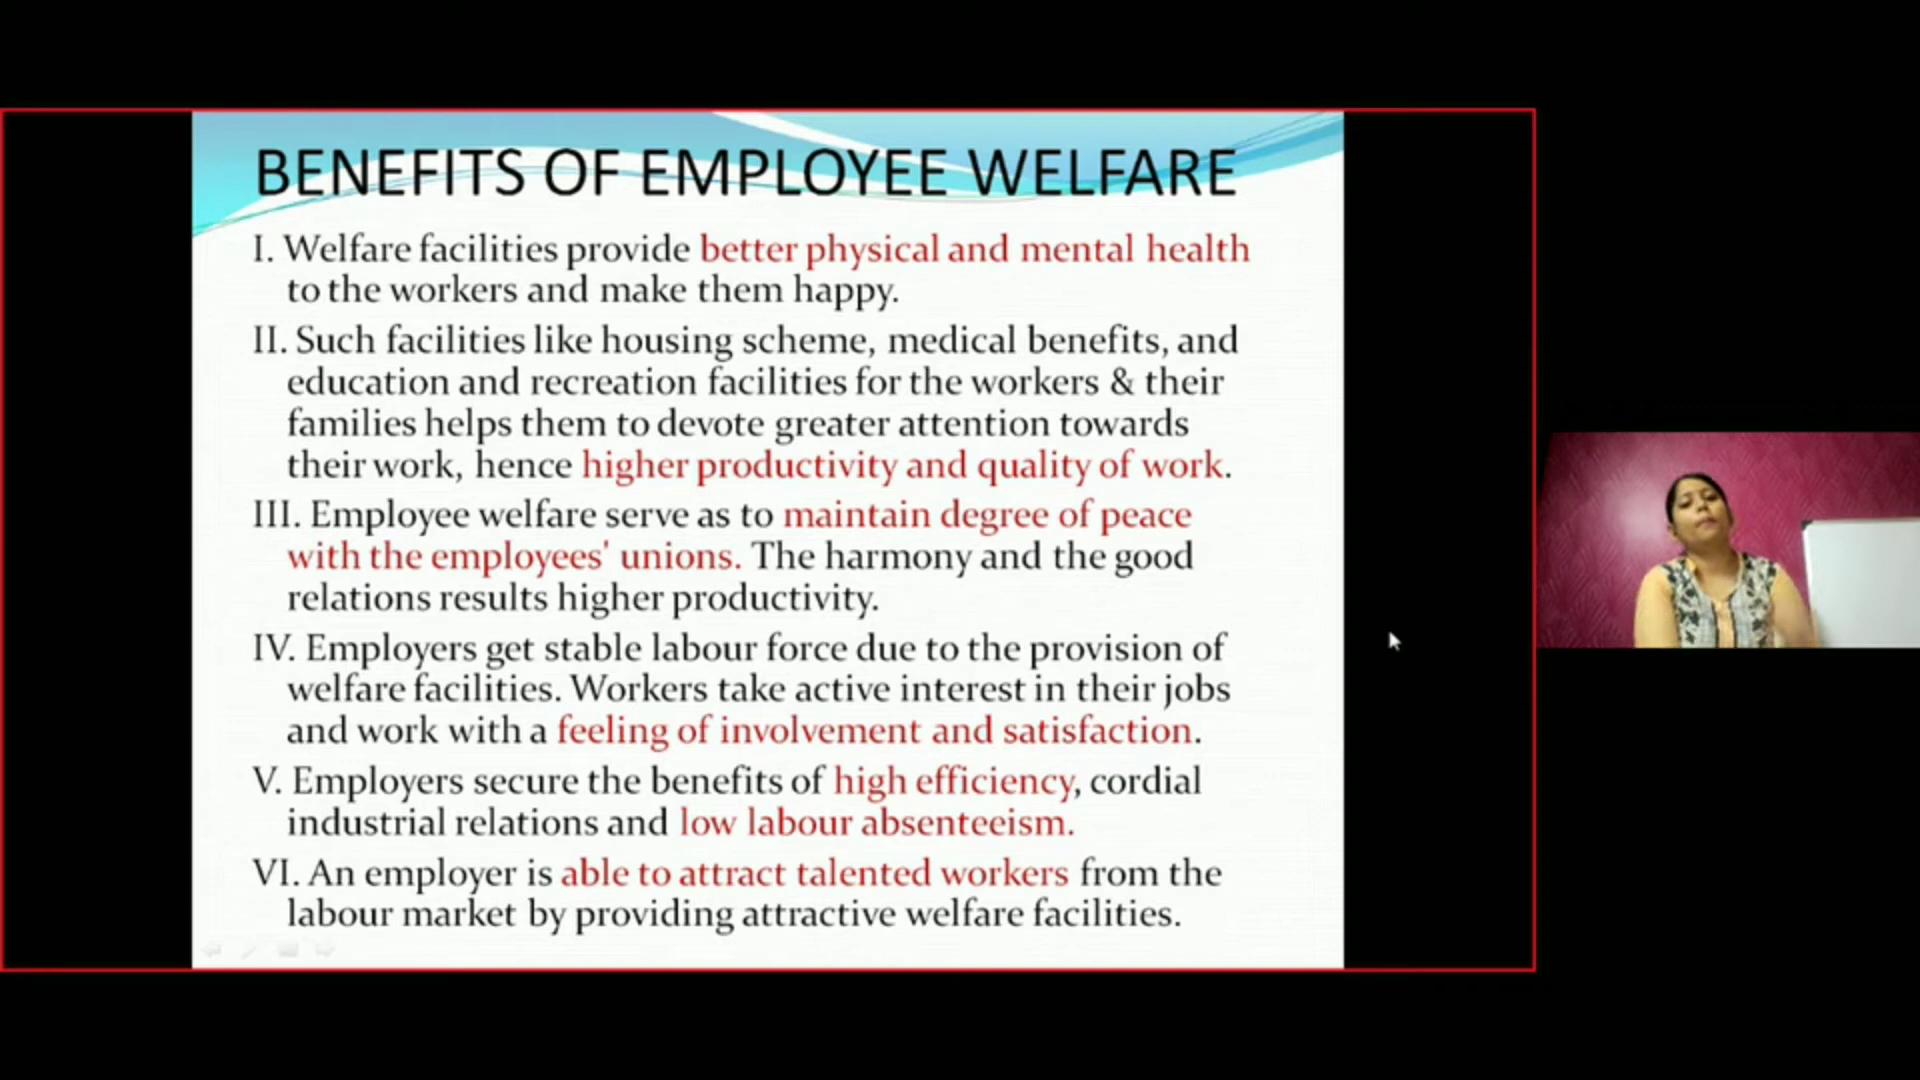 BENEFITS OF EMPLOYEE WELFARE
I. Welfare facilities provide better physical and mental health
to the workers and make them happy.
II. Such facilities like housing scheme, medical benefits, and
education and recreation facilities for the workers & their
families helps them to devote greater attention towards
their work, hence higher productivity and quality of work.
III. Employee welfare serve as to maintain degree of peace
with the employees' unions. The harmony and the good
relations results higher productivity.
IV. Employers get stable labour force due to the provision of
welfare facilities. Workers take active interest in their jobs
and work with a feeling of involvement and satisfaction.
V. Employers secure the benefits of high efficiency, cordial
industrial relations and low labour absenteeism.
VI. An employer is able to attract talented workers from the
labour market by providing attractive welfare facilities.